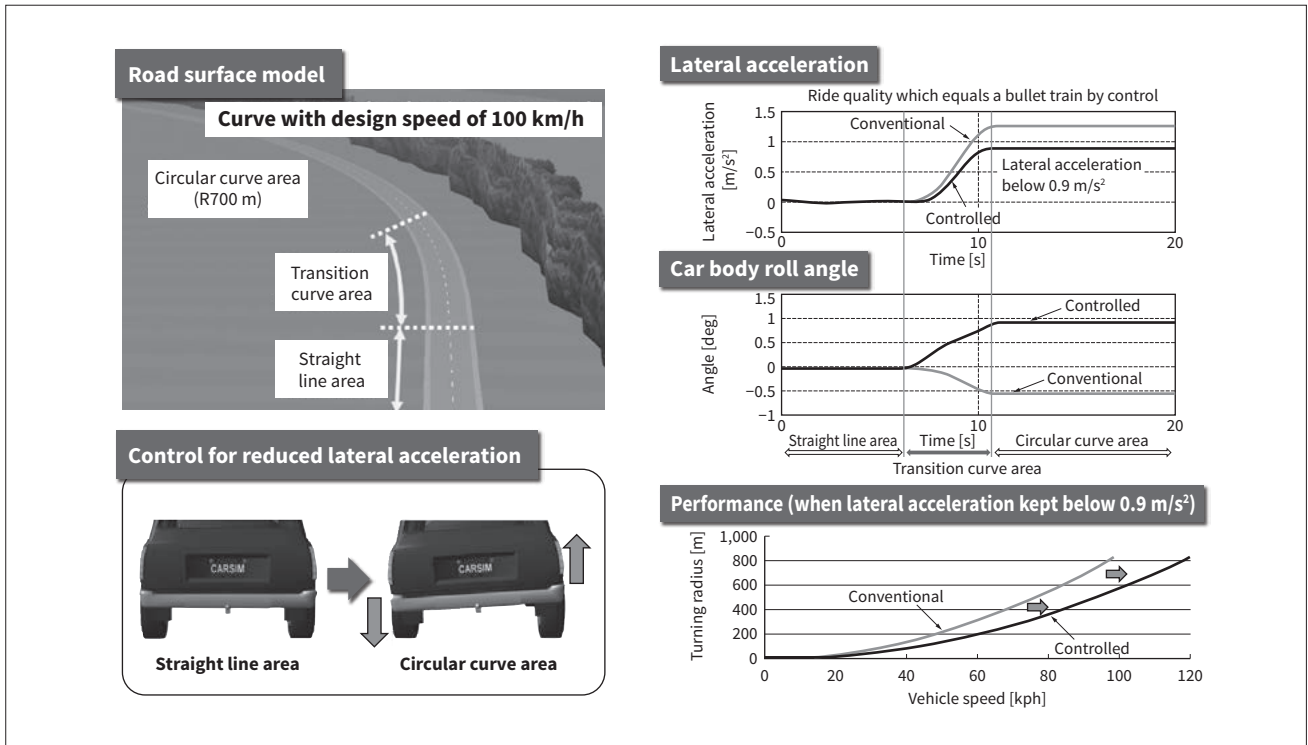 Road surface model
Curve with design speed of 100 km/h
Circular curve area
(R700 m)
Transition
curve area
Straight
line area
Control for reduced lateral acceleration
CARSIM
CARSIM
Straight line area
Circular curve area
Lateral acceleration
Ride quality which equals a bullet train by control
Lateral acceleration
[m/s²]
1.5
1
0.5
0
−0.5
Conventional
Lateral acceleration
below 0.9 m/s²
Controlled
0
10
20
Time [s]
Car body roll angle
Angle [deg]
1.5
1
0.5
0
−0.5
−1
Controlled
Conventional
0
10
20
Straight line area
Time [s]
Circular curve area
Transition curve area
Performance (when lateral acceleration kept below 0.9 m/s²)
Turning radius [m]
1,000
800
600
400
200
0
Conventional
Controlled
0
20
40
60
80
100
120
Vehicle speed [kph]